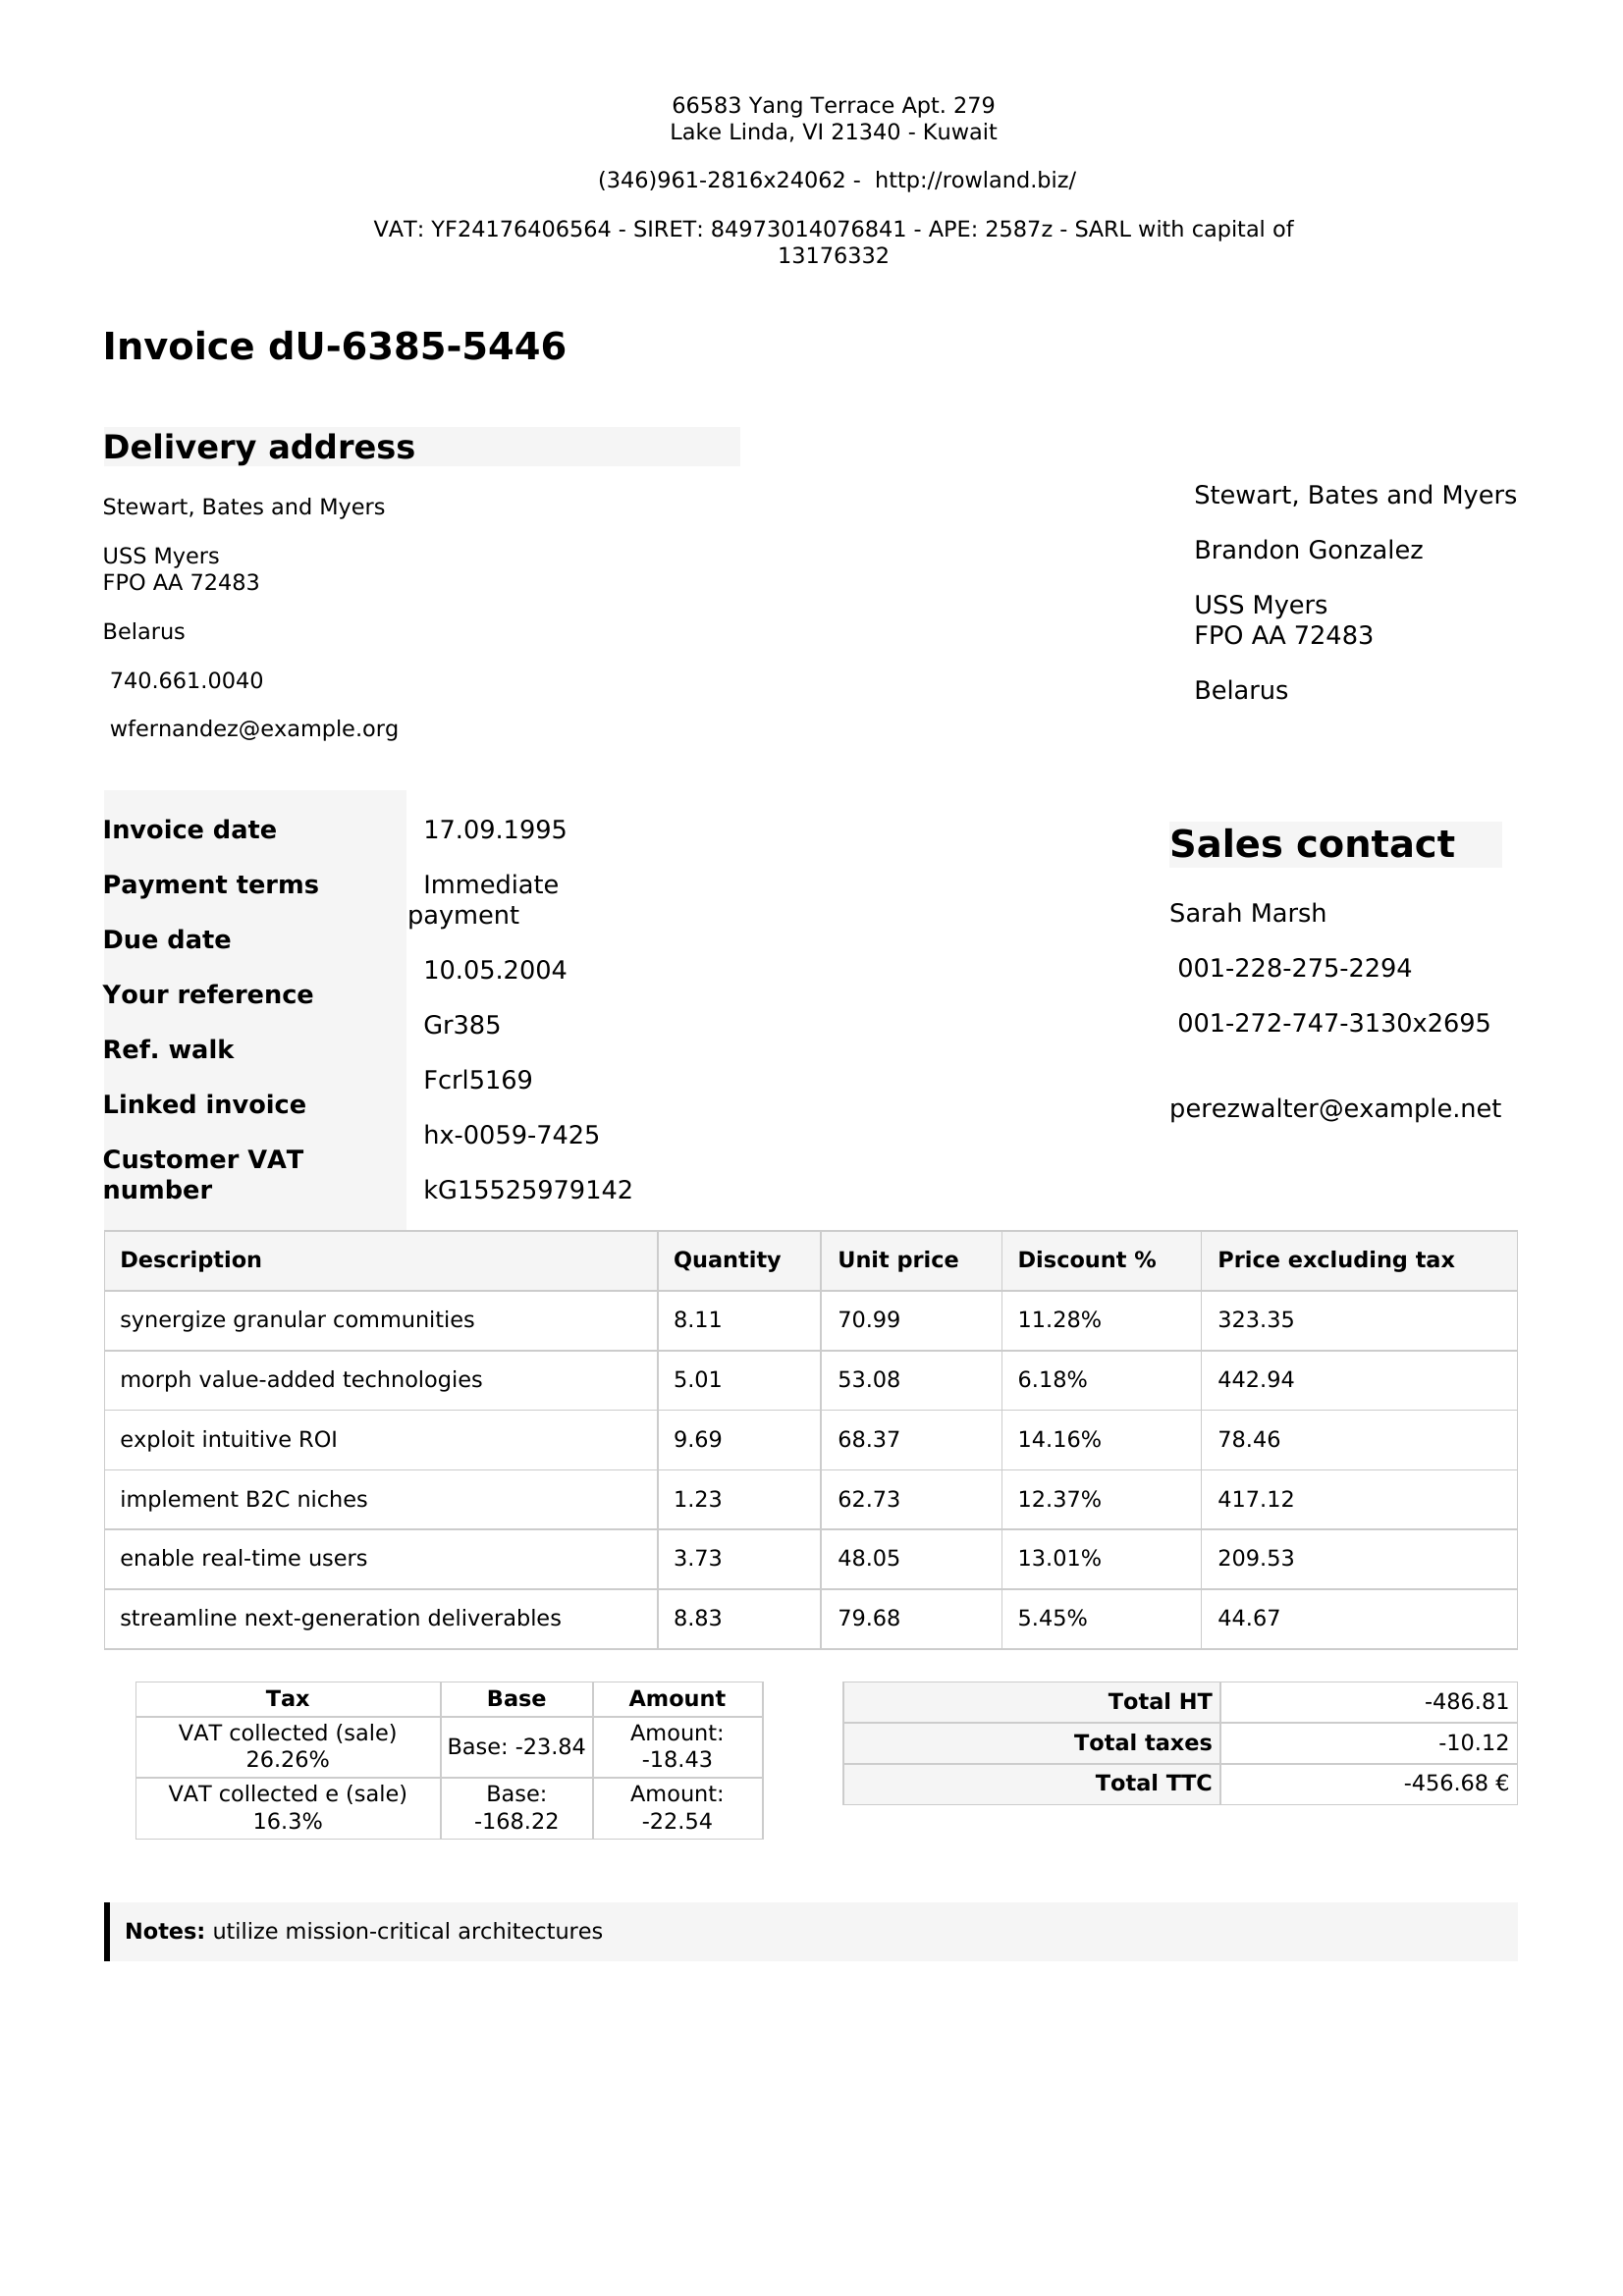 66583 Yang Terrace Apt. 279
Lake Linda, VI 21340 - Kuwait
(346)961-2816x24062 - http://rowland.biz/
VAT: YF24176406564 - SIRET: 84973014076841 - APE: 2587z - SARL with capital of
13176332
Invoice dU-6385-5446
Delivery address
Stewart, Bates and Myers
USS Myers
FPO AA 72483
Belarus
740.661.0040
wfernandez@example.org
Stewart, Bates and Myers
Brandon Gonzalez
USS Myers
FPO AA 72483
Belarus
Invoice date
Payment terms
Due date
Your reference
Ref. walk
Linked invoice
Customer VAT
number
17.09.1995
Immediate
payment
10.05.2004
Gr385
Fcrl5169
hx-0059-7425
kG15525979142
Sales contact
Sarah Marsh
001-228-275-2294
001-272-747-3130x2695
perezwalter@example.net
Description Quantity Unit price Discount % Price excluding tax
synergize granular communities 8.11 70.99 11.28% 323.35
morph value-added technologies 5.01 53.08 6.18% 442.94
exploit intuitive ROI 9.69 68.37 14.16% 78.46
implement B2C niches 1.23 62.73 12.37% 417.12
enable real-time users 3.73 48.05 13.01% 209.53
streamline next-generation deliverables 8.83 79.68 5.45% 44.67
Tax Base Amount
VAT collected (sale)
26.26%
Base: -23.84
Amount:
-18.43
VAT collected e (sale)
16.3%
Base:
-168.22
Amount:
-22.54
Total HT -486.81
Total taxes -10.12
Total TTC -456.68 €
Notes: utilize mission-critical architectures